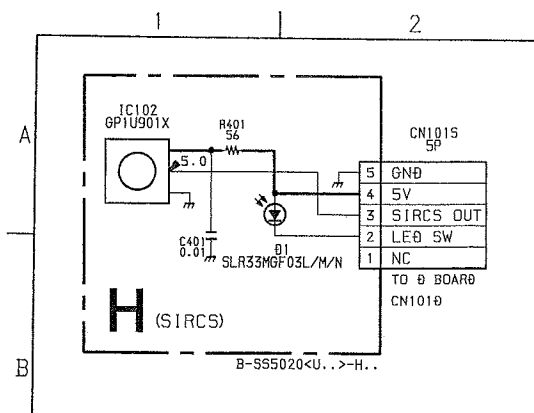 1
2
A
IC102
GP1U901X
R401
56
5.0
CN101S
5P
5 GND
4 5V
3 SIRCS OUT
2 LED SW
1 NC
C401
0.01
D1
SLR33MGF03L/M/N
TO D BOARD
CN101D
H (SIRCS)
B
B-SS5020<U..>-H..